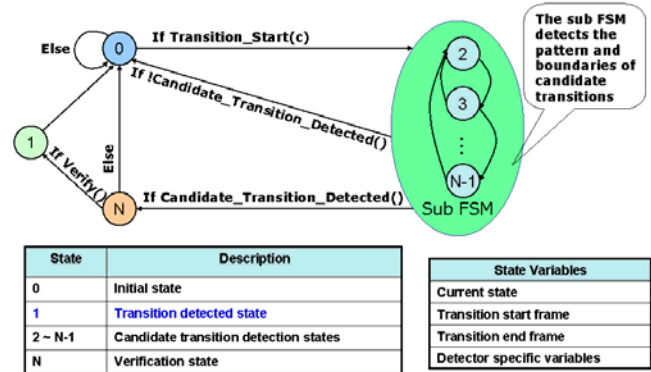 Else
0
If Transition_Start(c)
If !Candidate_Transition_Detected()
2
3
⋮
N-1
Sub FSM
The sub FSM
detects the
pattern and
boundaries of
candidate
transitions
1
If Verify()
Else
N
If Candidate_Transition_Detected()
State Description
0 Initial state
1 Transition detected state
2 ~ N-1 Candidate transition detection states
N Verification state
State Variables
Current state
Transition start frame
Transition end frame
Detector specific variables